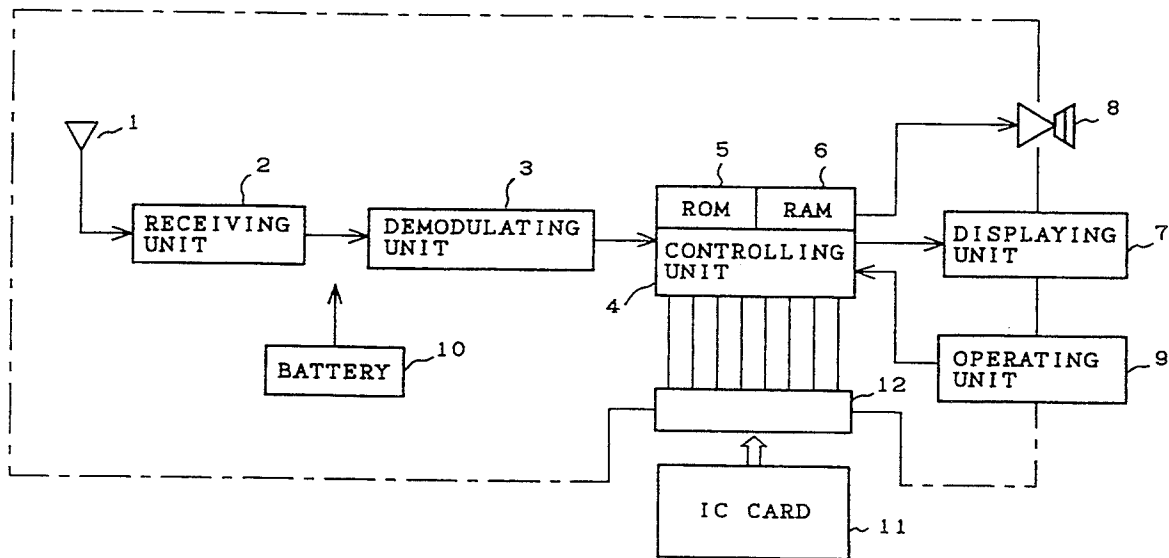 1
8
2
3
5
6
RECEIVING
UNIT
DEMODULATING
UNIT
ROM
RAM
CONTROLLING
UNIT
4
DISPLAYING
UNIT
7
BATTERY
10
12
OPERATING
UNIT
9
IC CARD
11